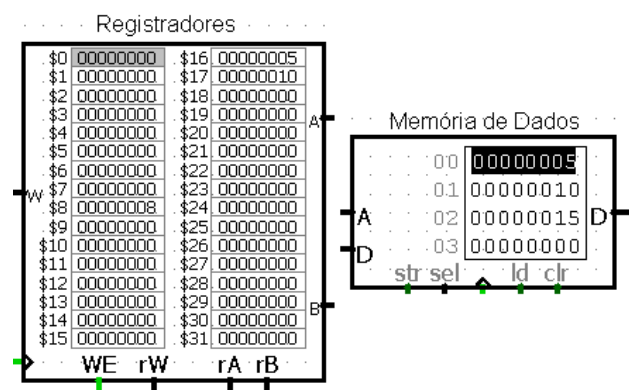 Registradores
$0 00000000 $16 00000005
$1 00000000 $17 00000010
$2 00000000 $18 00000000
$3 00000000 $19 00000000
$4 00000000 $20 00000000
$5 00000000 $21 00000000
$6 00000000 $22 00000000
$7 00000000 $23 00000000
$8 00000008 $24 00000000
$9 00000000 $25 00000000
$10 00000000 $26 00000000
$11 00000000 $27 00000000
$12 00000000 $28 00000000
$13 00000000 $29 00000000
$14 00000000 $30 00000000
$15 00000000 $31 00000000
W
A
B
WE rW rA rB
Memória de Dados
00 00000005
01 00000010
02 00000015
03 00000000
A
D
D
str sel ld clr